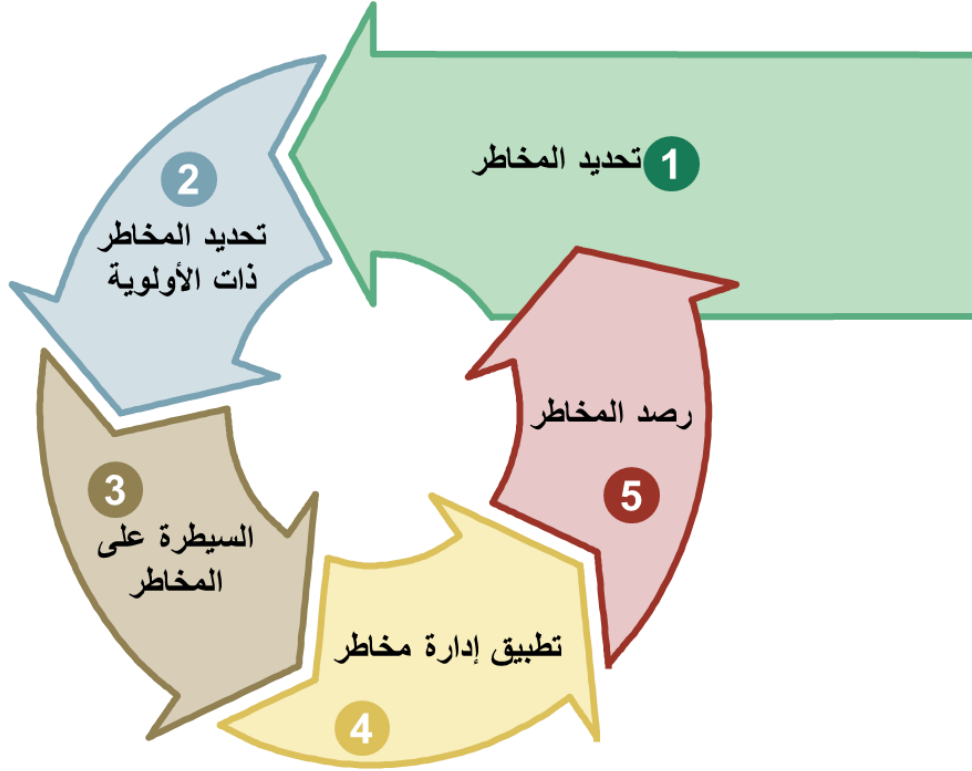 1 تحديد المخاطر
2
تحديد المخاطر
ذات الأولوية
3
السيطرة على
المخاطر
تطبيق إدارة مخاطر
4
رصد المخاطر
5